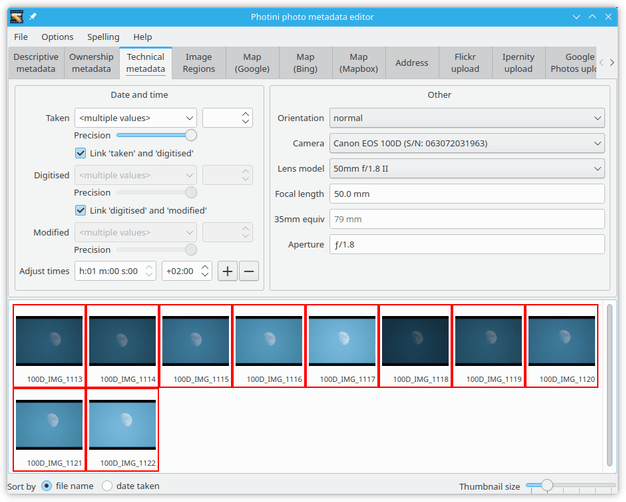 Photini photo metadata editor
File Options Spelling Help
Descriptive metadata
Ownership metadata
Technical metadata
Image Regions
Map (Google)
Map (Bing)
Map (Mapbox)
Address
Flickr upload
Ipernity upload
Google Photos uplo
Date and time
Taken <multiple values>
Precision
Link 'taken' and 'digitised'
Digitised <multiple values>
Precision
Link 'digitised' and 'modified'
Modified <multiple values>
Precision
Adjust times h:01 m:00 s:00 +02:00 + −
Other
Orientation normal
Camera Canon EOS 100D (S/N: 063072031963)
Lens model 50mm f/1.8 II
Focal length 50.0 mm
35mm equiv 79 mm
Aperture ƒ/1.8
100D_IMG_1113 100D_IMG_1114 100D_IMG_1115 100D_IMG_1116 100D_IMG_1117 100D_IMG_1118 100D_IMG_1119 100D_IMG_1120
100D_IMG_1121 100D_IMG_1122
Sort by file name date taken Thumbnail size